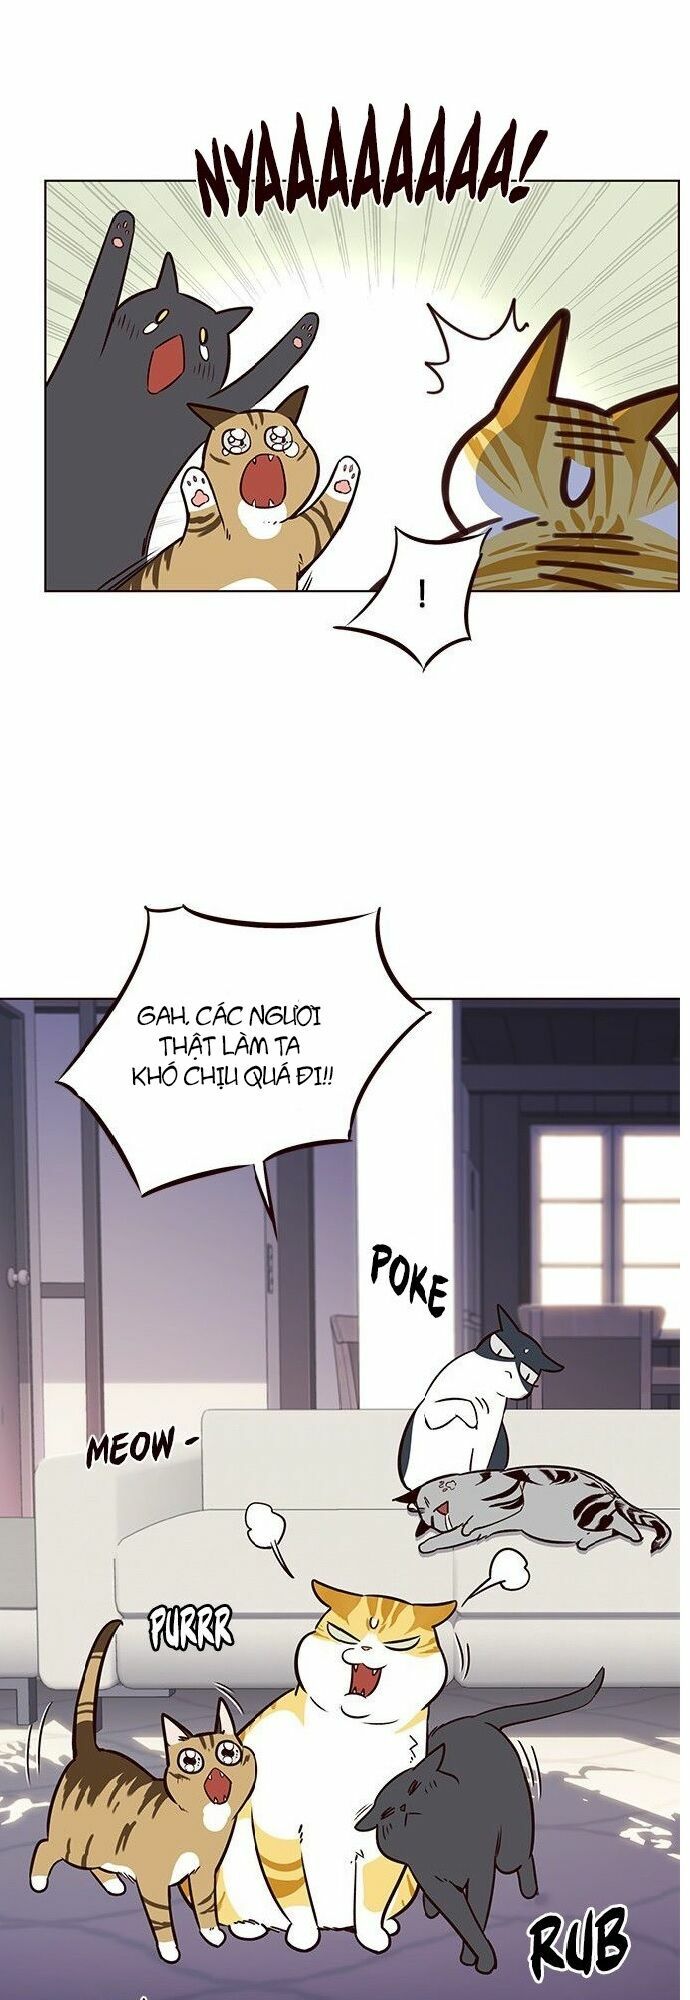 NYAAAAAAAA!
!
GAH, CÁC NGƯƠI
THẬT LÀM TA
KHÓ CHỊU QUÁ ĐI!!
POKE
MEOW -
PURRR
RUB